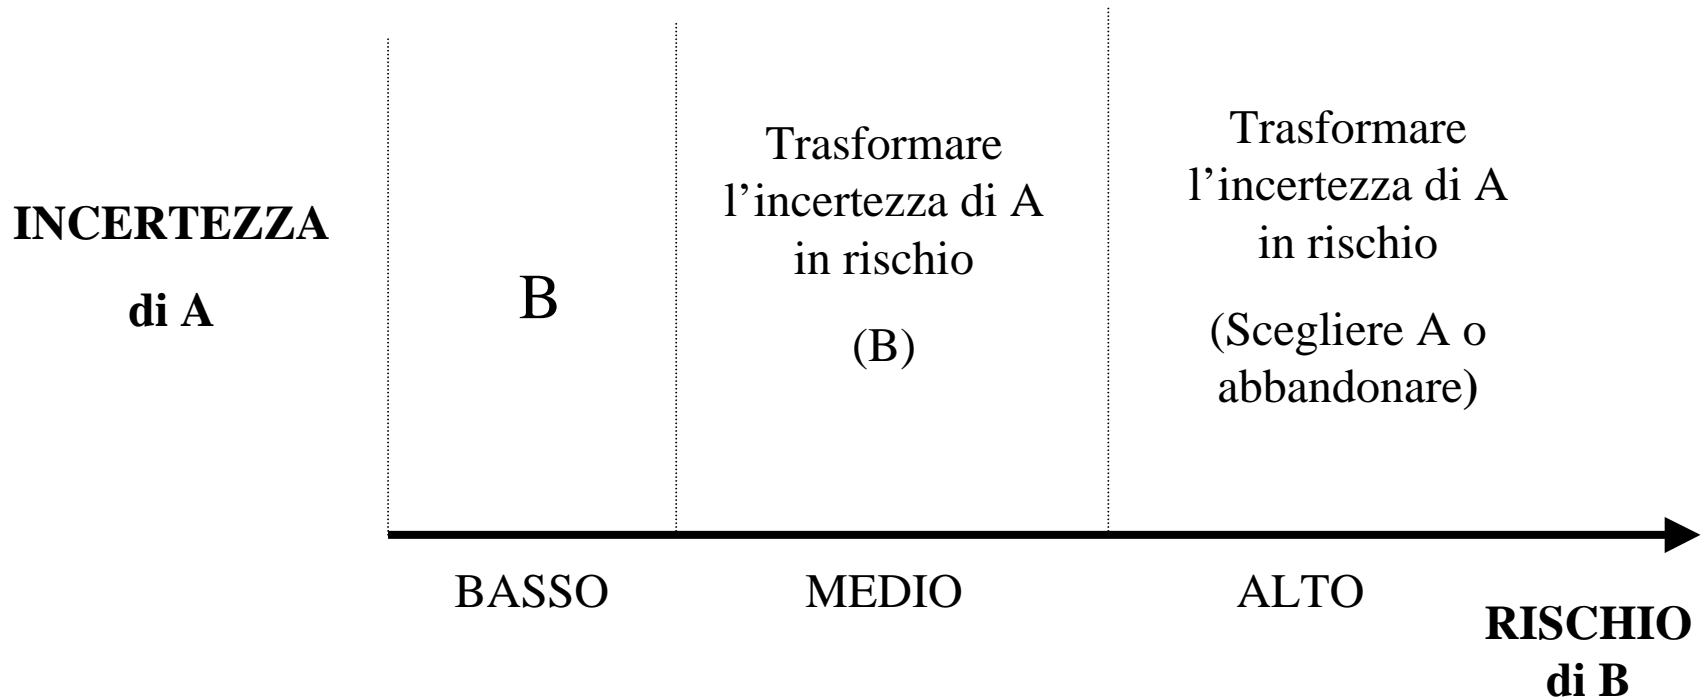 INCERTEZZA
di A
B
Trasformare
l’incertezza di A
in rischio
(B)
Trasformare
l’incertezza di A
in rischio
(Scegliere A o
abbandonare)
BASSO
MEDIO
ALTO
RISCHIO
di B